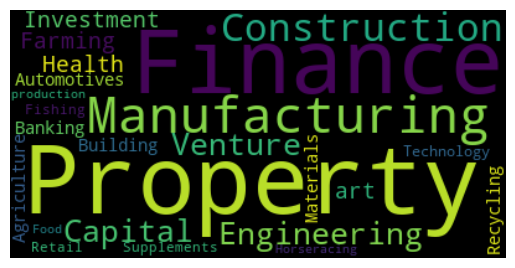 Investment
Construction
Farming
Finance
Health
Automotives
production
Manufacturing
Fishing
Banking
Building
Venture
Technology
Agriculture
Property
Materials
art
Recycling
Food
Capital
Engineering
Retail
Supplements
Horseracing